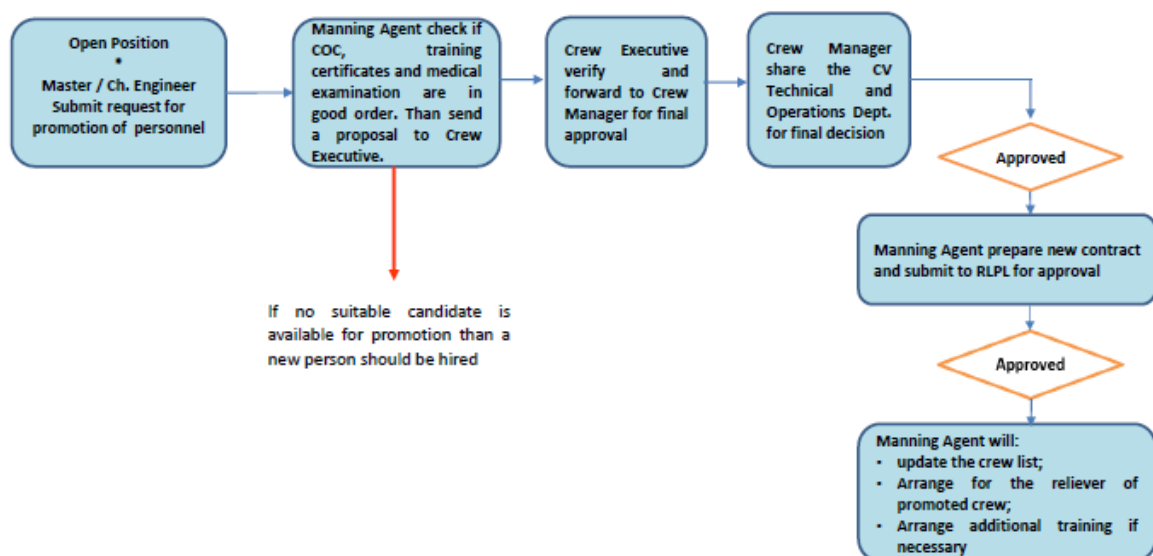 Open Position
*
Master / Ch. Engineer
Submit request for
promotion of personnel
Manning Agent check if
COC, training
certificates and medical
examination are in
good order. Than send
a proposal to Crew
Executive.
Crew Executive
verify and
forward to Crew
Manager for final
approval
Crew Manager
share the CV
Technical and
Operations Dept.
for final decision
Approved
Manning Agent prepare new contract
and submit to RLPL for approval
If no suitable candidate is
available for promotion than a
new person should be hired
Approved
Manning Agent will:
• update the crew list;
• Arrange for the reliever of
promoted crew;
• Arrange additional training if
necessary